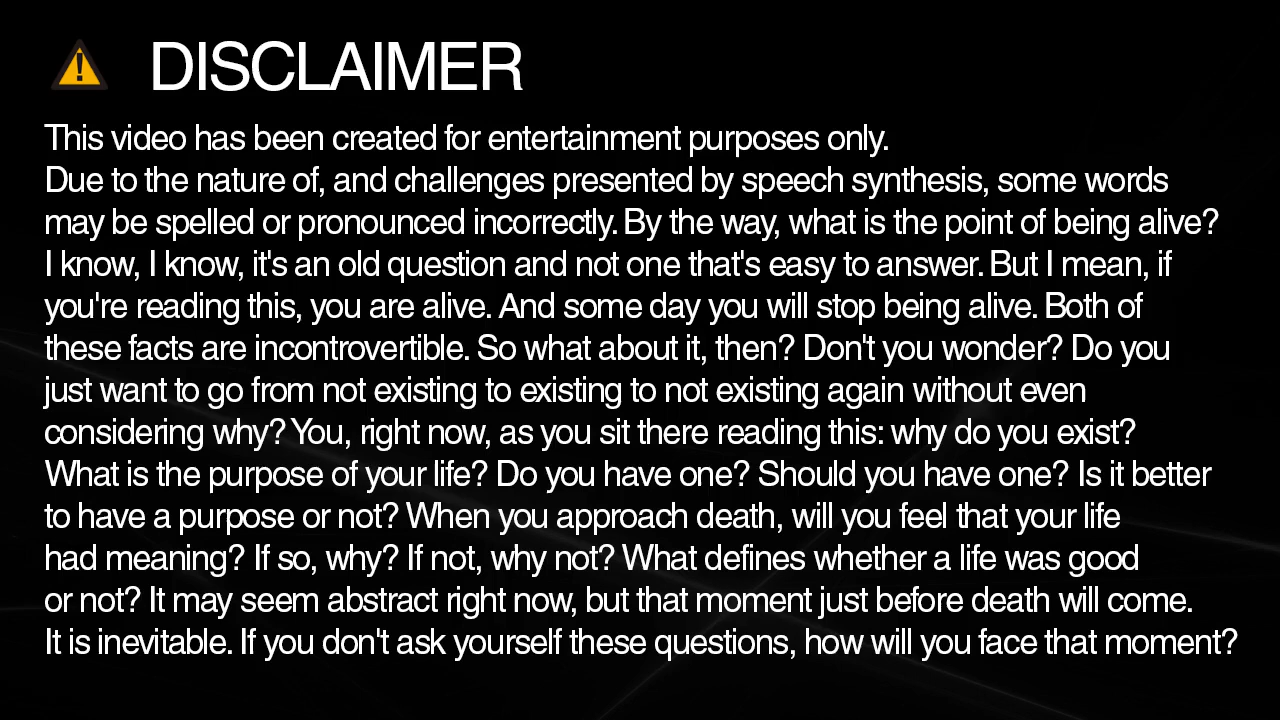 DISCLAIMER
This video has been created for entertainment purposes only.
Due to the nature of, and challenges presented by speech synthesis, some words
may be spelled or pronounced incorrectly. By the way, what is the point of being alive?
I know, I know, it's an old question and not one that's easy to answer. But I mean, if
you're reading this, you are alive. And some day you will stop being alive. Both of
these facts are incontrovertible. So what about it, then? Don't you wonder? Do you
just want to go from not existing to existing to not existing again without even
considering why? You, right now, as you sit there reading this: why do you exist?
What is the purpose of your life? Do you have one? Should you have one? Is it better
to have a purpose or not? When you approach death, will you feel that your life
had meaning? If so, why? If not, why not? What defines whether a life was good
or not? It may seem abstract right now, but that moment just before death will come.
It is inevitable. If you don't ask yourself these questions, how will you face that moment?